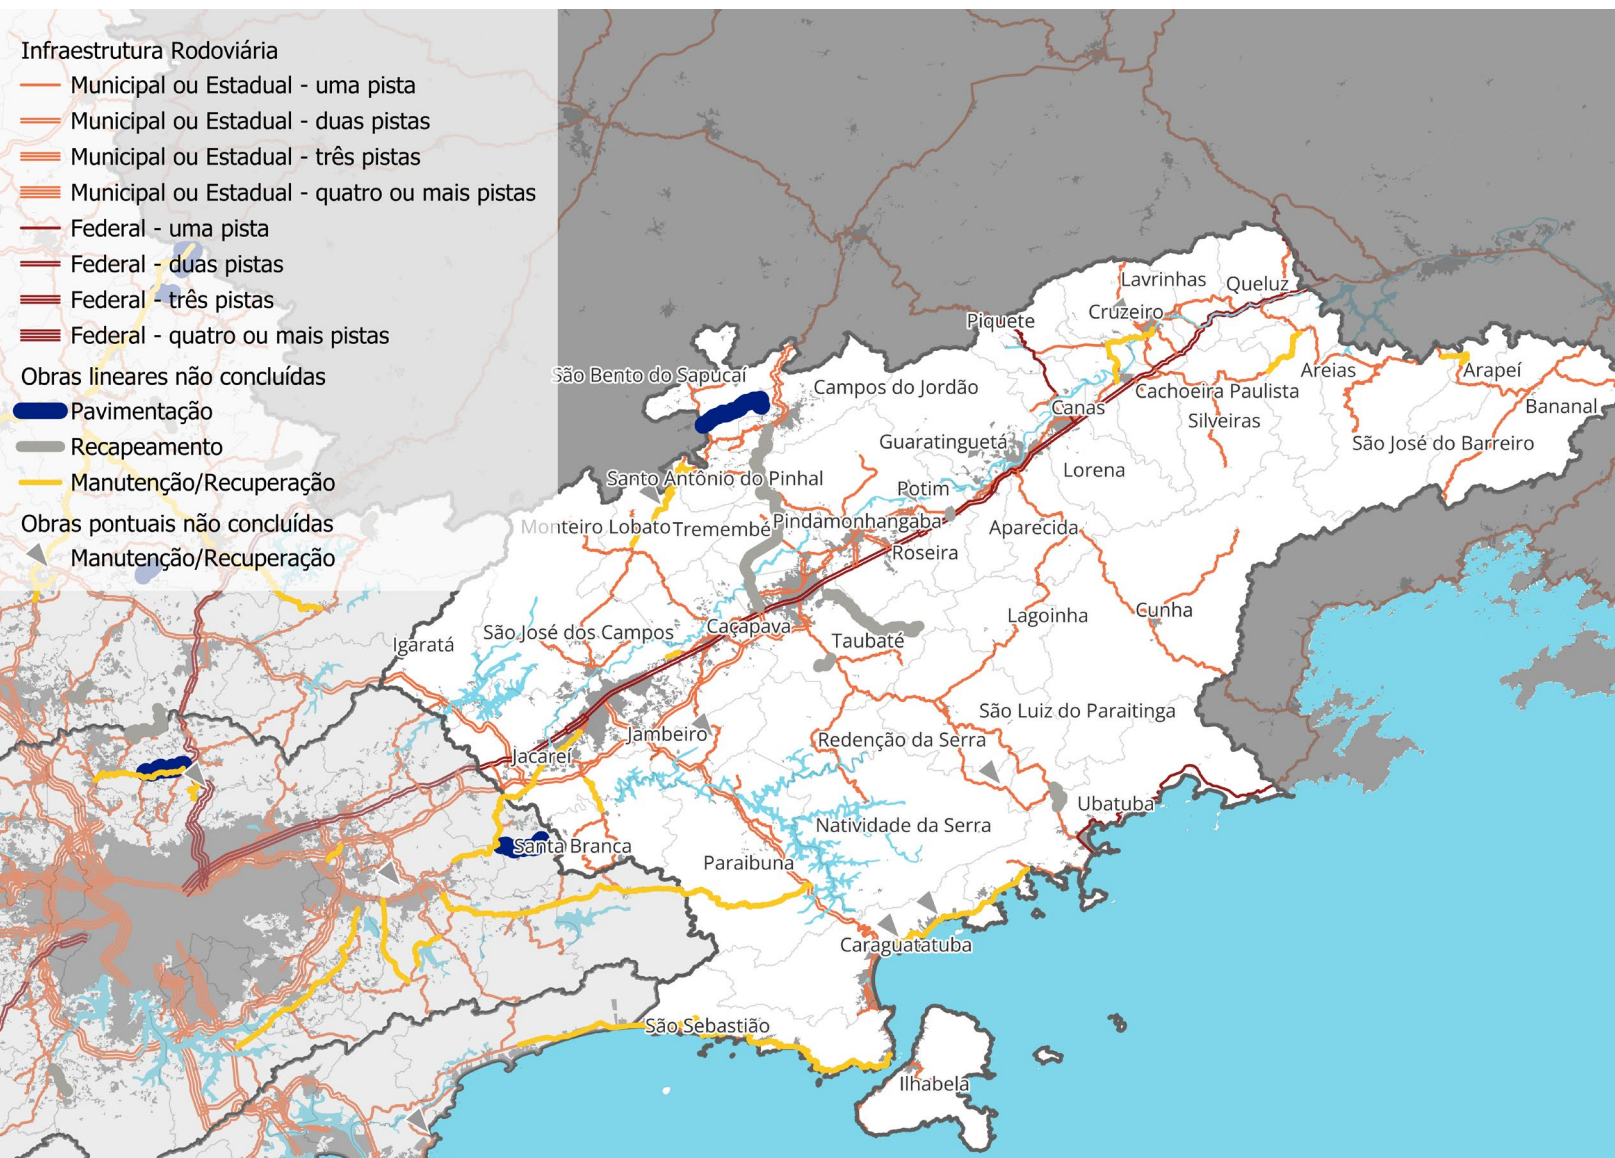 Infraestrutura Rodoviária
Municipal ou Estadual - uma pista
Municipal ou Estadual - duas pistas
Municipal ou Estadual - três pistas
Municipal ou Estadual - quatro ou mais pistas
Federal - uma pista
Federal - duas pistas
Federal - três pistas
Federal - quatro ou mais pistas
Obras lineares não concluídas
Pavimentação
Recapeamento
Manutenção/Recuperação
Obras pontuais não concluídas
Manutenção/Recuperação
Lavrinhas
Queluz
Cruzeiro
Piquete
São Bento do Sapucaí
Campos do Jordão
Areias
Arapeí
Cachoeira Paulista
Canas
Bananal
Silveiras
Guaratinguetá
São José do Barreiro
Lorena
Santo Antônio do Pinhal
Potim
Monteiro Lobato
Tremembé
Pindamonhangaba
Aparecida
Roseira
Lagoinha
Cunha
Caçapava
São José dos Campos
Taubaté
Igaratá
São Luiz do Paraitinga
Jambeiro
Redenção da Serra
Jacareí
Ubatuba
Natividade da Serra
Santa Branca
Paraibuna
Caraguatatuba
São Sebastião
Ilhabela